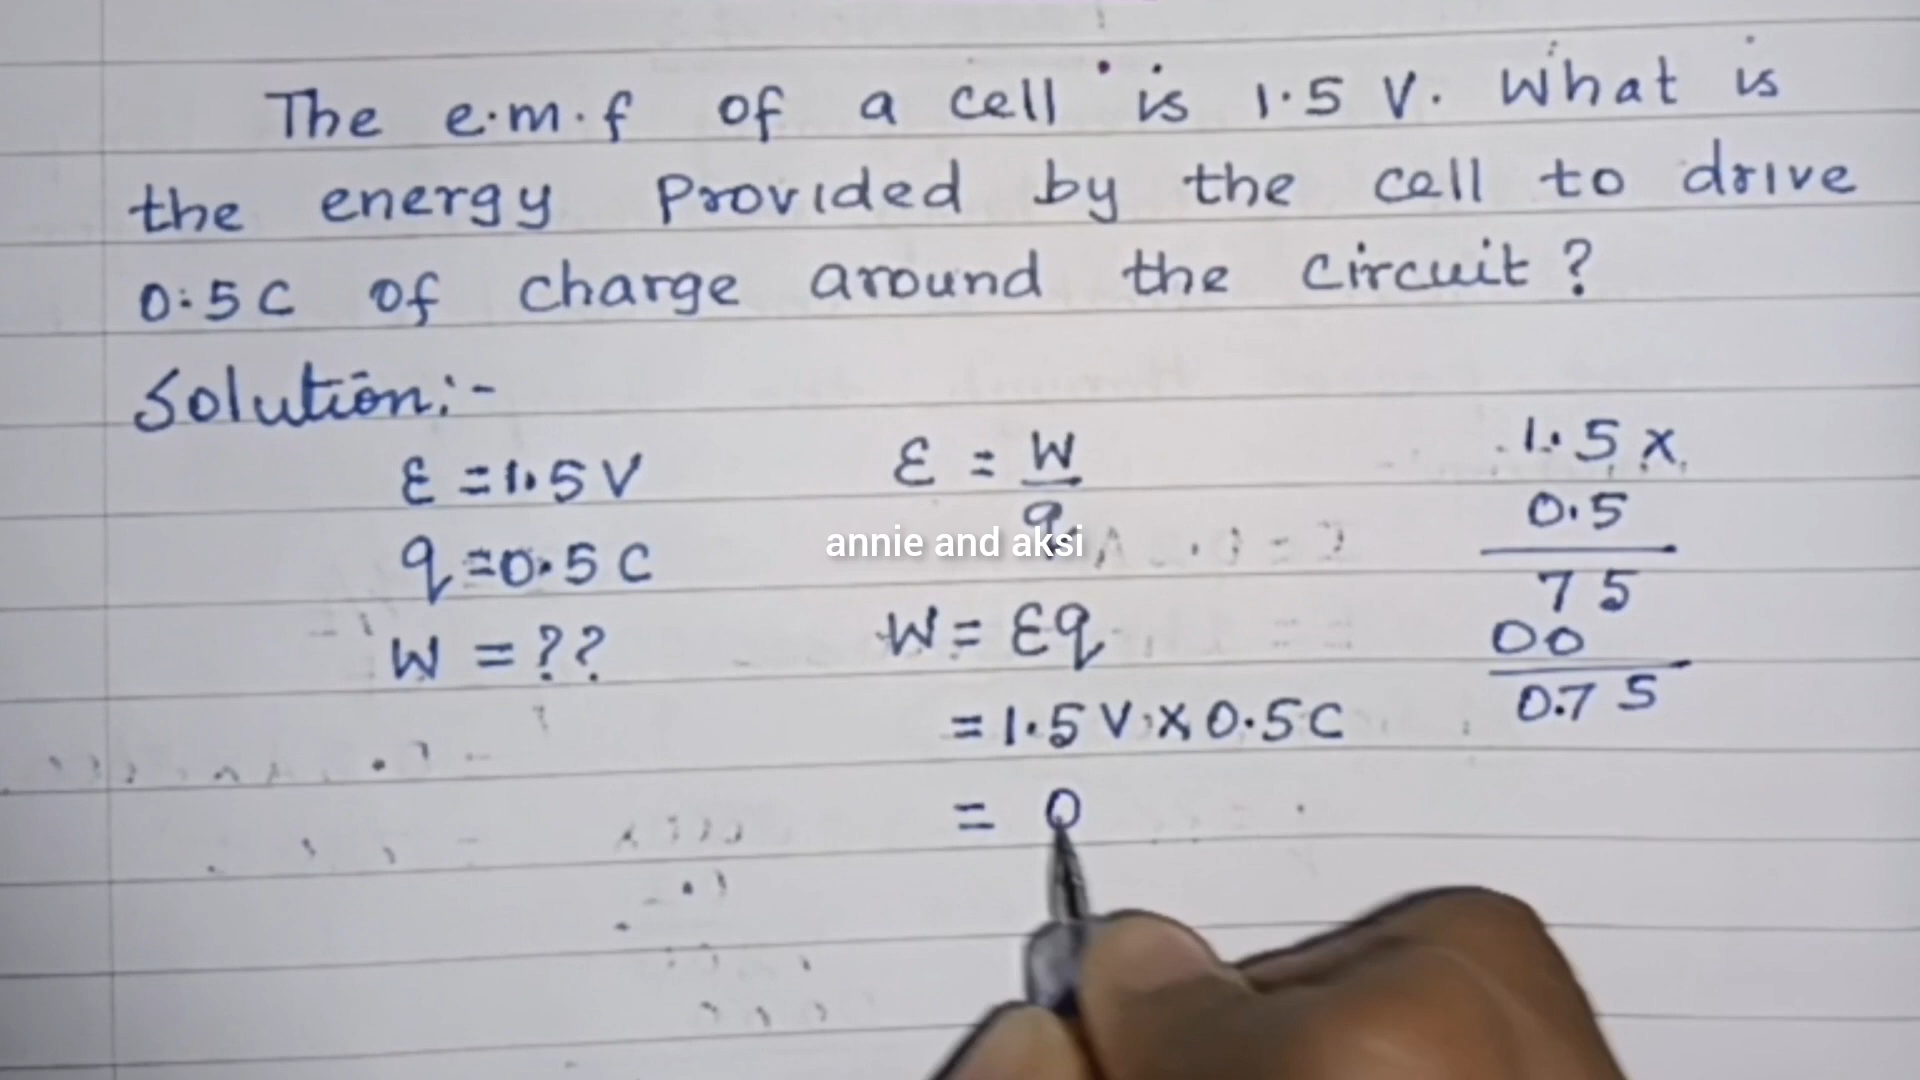 The e.m.f of a cell is 1.5 V. What is
the energy Provided by the cell to drive
0.5C of charge around the circuit?
Solution:-
ε = 1.5 V
q = 0.5 C
W = ??
ε = W
q
annie and aksi
W = εq
= 1.5 V × 0.5 C
= 0
1.5 ×
0.5
75
00
0.75